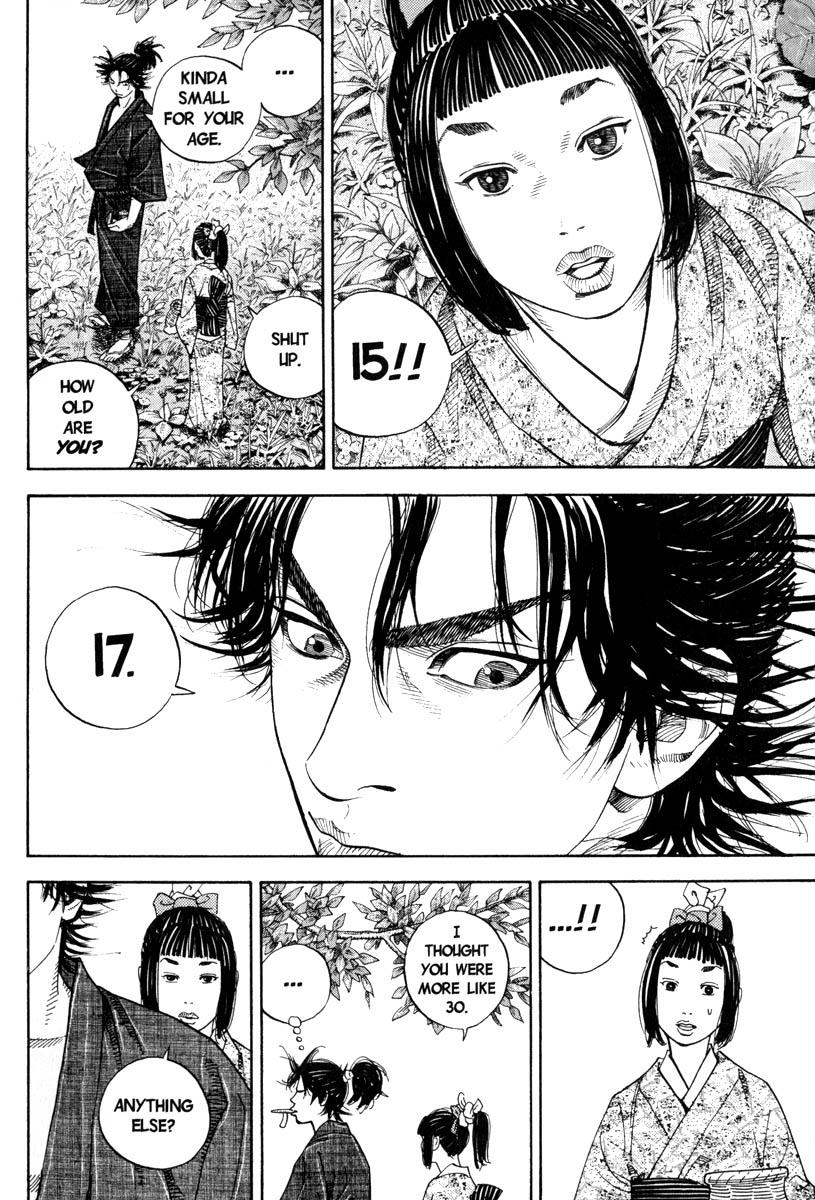 15!!
...
KINDA
SMALL
FOR YOUR
AGE.
SHUT
UP.
HOW
OLD
ARE
YOU?
17.
...!!
I
THOUGHT
YOU WERE
MORE LIKE
30.
...
ANYTHING
ELSE?